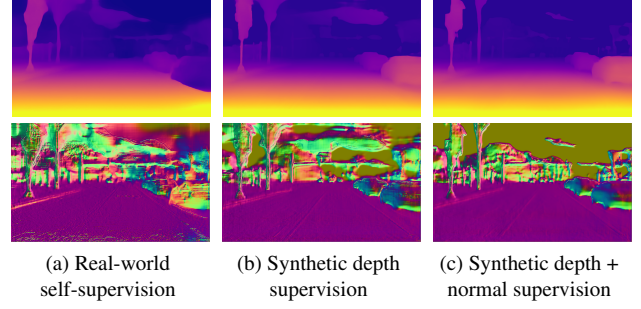 (a) Real-world
self-supervision
(b) Synthetic depth
supervision
(c) Synthetic depth +
normal supervision